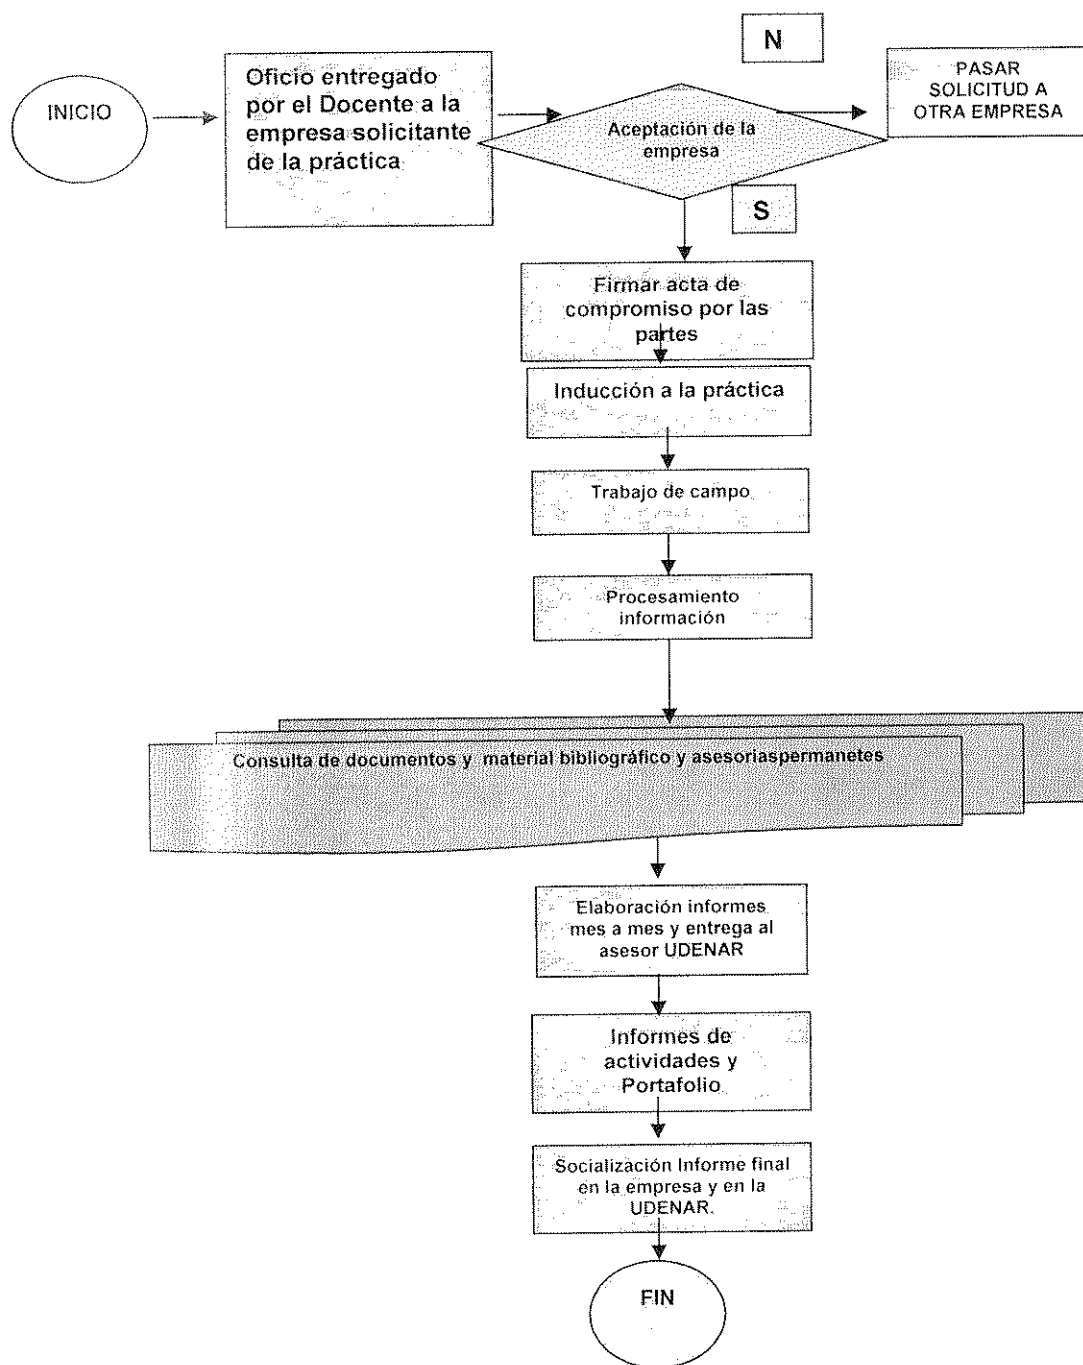 INICIO
Oficio entregado
por el Docente a la
empresa solicitante
de la práctica
N
Aceptación de la
empresa
PASAR
SOLICITUD A
OTRA EMPRESA
S
Firmar acta de
compromiso por las
partes
Inducción a la práctica
Trabajo de campo
Procesamiento
información
Consulta de documentos y material bibliográfico y asesoriaspermanetes
Elaboración informes
mes a mes y entrega al
asesor UDENAR
Informes de
actividades y
Portafolio
Socialización Informe final
en la empresa y en la
UDENAR.
FIN